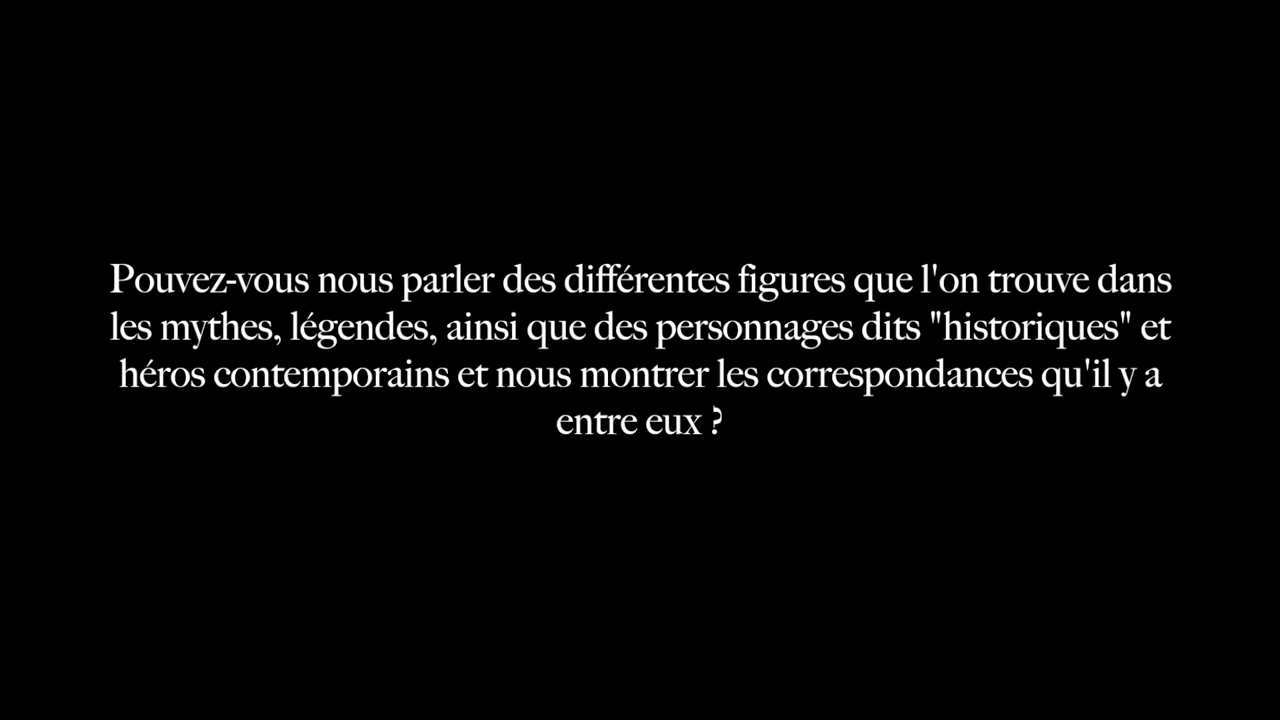 Pouvez-vous nous parler des différentes figures que l'on trouve dans
les mythes, légendes, ainsi que des personnages dits "historiques" et
héros contemporains et nous montrer les correspondances qu'il y a
entre eux ?